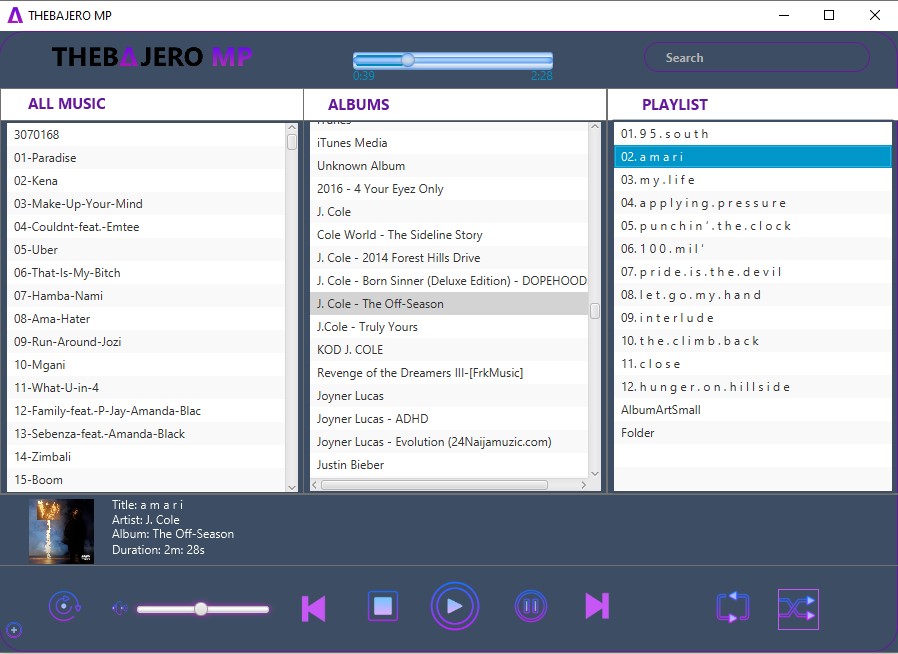 THEBAJERO MP
THEBΔJERO MP
0:39 2:28
Search
ALL MUSIC
3070168
01-Paradise
02-Kena
03-Make-Up-Your-Mind
04-Couldnt-feat.-Emtee
05-Uber
06-That-Is-My-Bitch
07-Hamba-Nami
08-Ama-Hater
09-Run-Around-Jozi
10-Mgani
11-What-U-in-4
12-Family-feat.-P-Jay-Amanda-Blac
13-Sebenza-feat.-Amanda-Black
14-Zimbali
15-Boom
ALBUMS
iTunes
iTunes Media
Unknown Album
2016 - 4 Your Eyez Only
J. Cole
Cole World - The Sideline Story
J. Cole - 2014 Forest Hills Drive
J. Cole - Born Sinner (Deluxe Edition) - DOPEHOOD
J. Cole - The Off-Season
J.Cole - Truly Yours
KOD J. COLE
Revenge of the Dreamers III-[FrkMusic]
Joyner Lucas
Joyner Lucas - ADHD
Joyner Lucas - Evolution (24Naijamuzic.com)
Justin Bieber
PLAYLIST
01. 9 5 . s o u t h
02. a m a r i
03. m y . l i f e
04. a p p l y i n g . p r e s s u r e
05. p u n c h i n ‘ . t h e . c l o c k
06. 1 0 0 . m i l ‘
07. p r i d e . i s . t h e . d e v i l
08. l e t . g o . m y . h a n d
09. i n t e r l u d e
10. t h e . c l i m b . b a c k
11. c l o s e
12. h u n g e r . o n . h i l l s i d e
AlbumArtSmall
Folder
Title: a m a r i
Artist: J. Cole
Album: The Off-Season
Duration: 2m: 28s